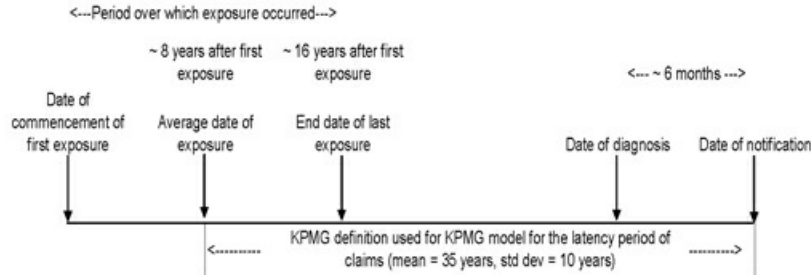 <---Period over which exposure occurred--->
~ 8 years after first
exposure
~ 16 years after first
exposure
<--- ~ 6 months --->
Date of
commencement of
first exposure
Average date of
exposure
End date of last
exposure
Date of diagnosis
Date of notification
<---------- KPMG definition used for KPMG model for the latency period of ---------->
claims (mean = 35 years, std dev = 10 years)